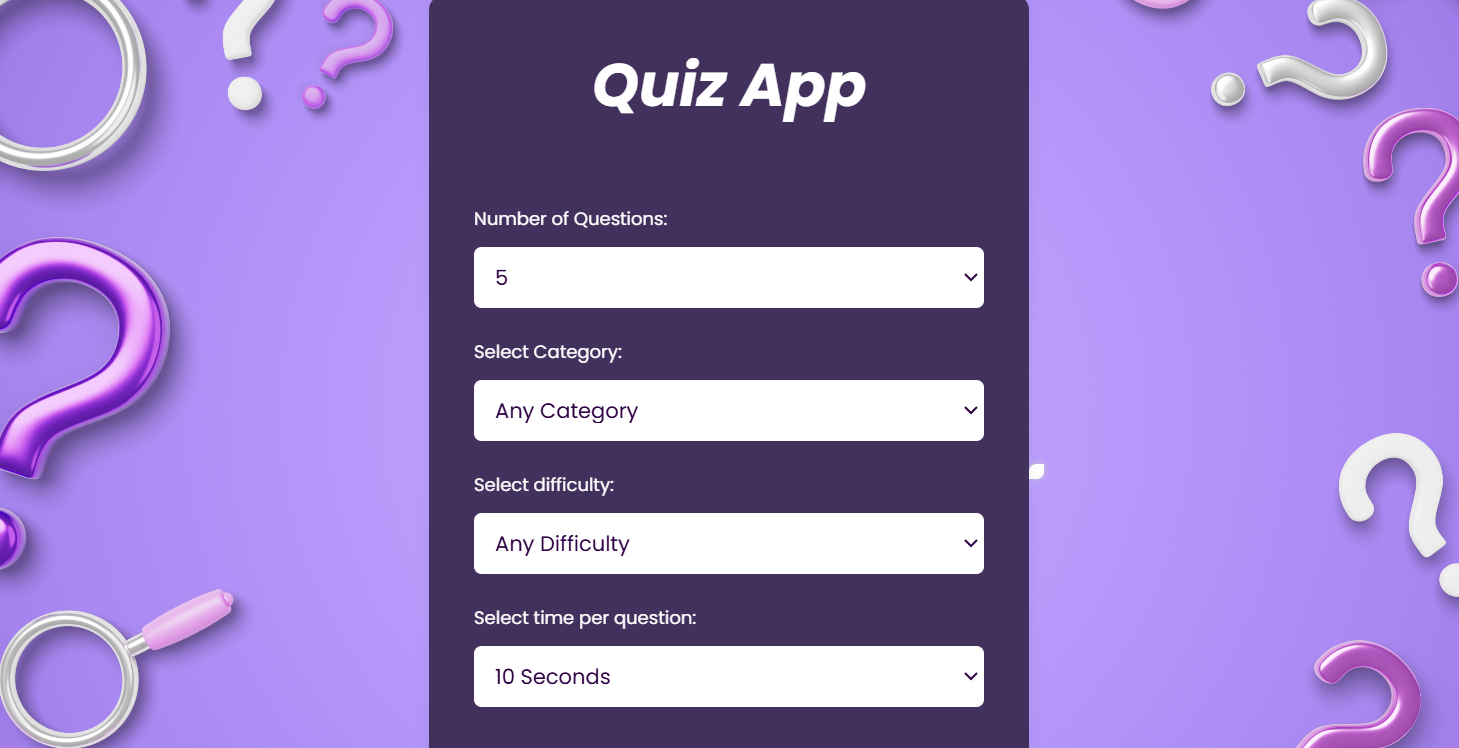 Quiz App
Number of Questions:
5
Select Category:
Any Category
Select difficulty:
Any Difficulty
Select time per question:
10 Seconds